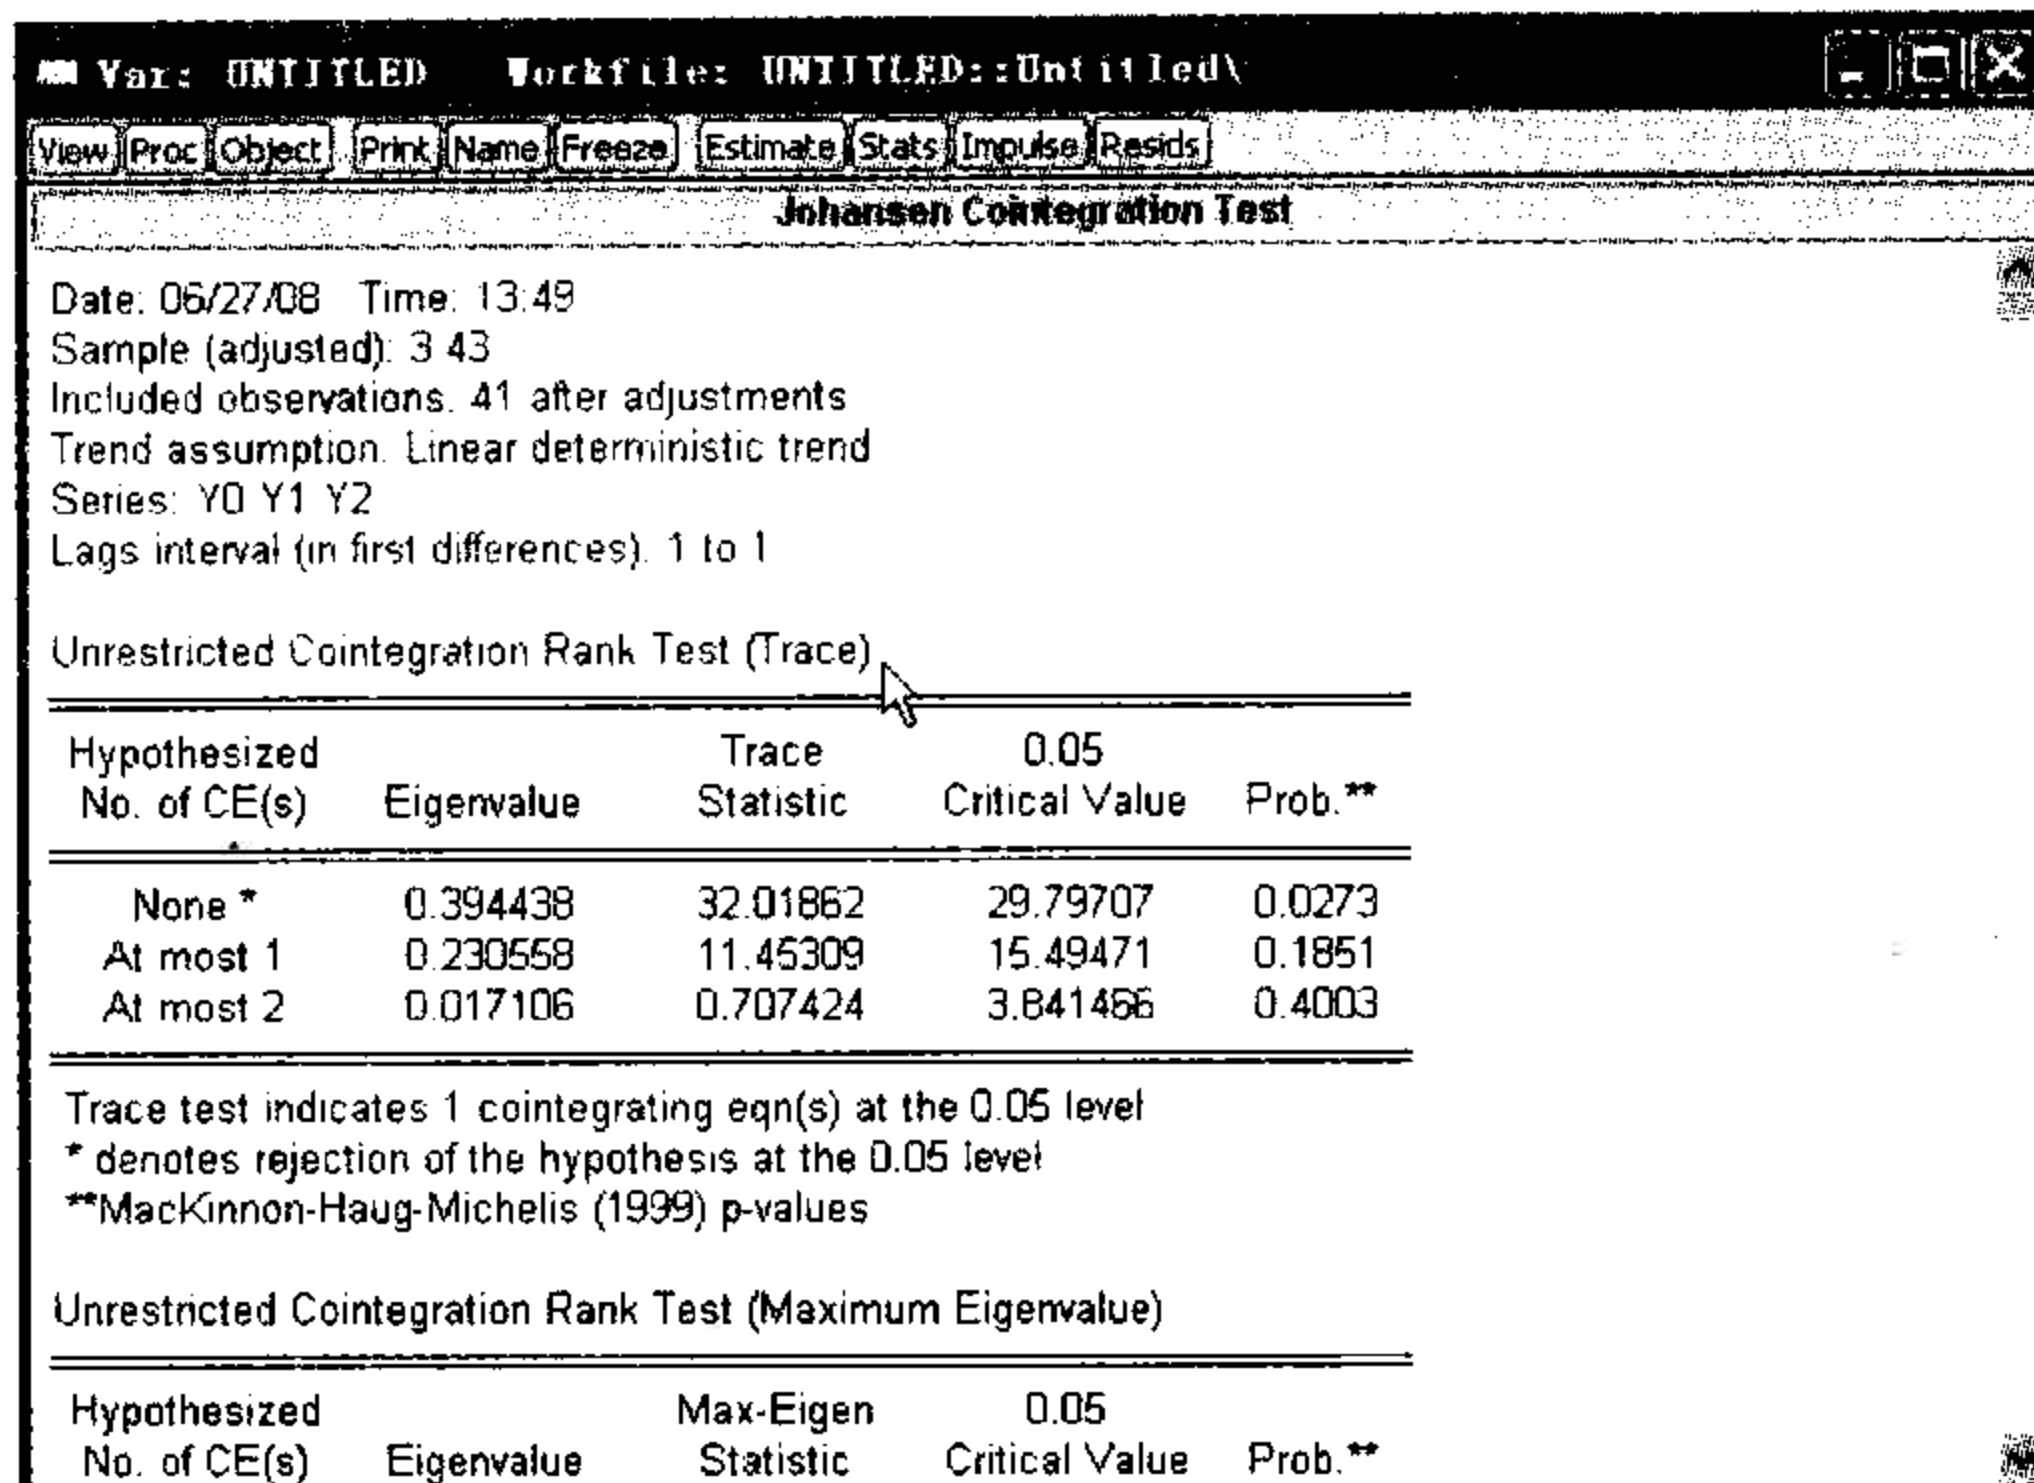 Var: UNTITLED Workfile: UNTITLED::Untitled\
View Proc Object Print Name Freeze Estimate Stats Impulse Resids
Johansen Cointegration Test
Date: 06/27/08 Time: 13:49
Sample (adjusted): 3 43
Included observations: 41 after adjustments
Trend assumption: Linear deterministic trend
Series: Y0 Y1 Y2
Lags interval (in first differences): 1 to 1
Unrestricted Cointegration Rank Test (Trace)
Hypothesized Trace 0.05
No. of CE(s) Eigenvalue Statistic Critical Value Prob.**
None * 0.394438 32.01862 29.79707 0.0273
At most 1 0.230558 11.45309 15.49471 0.1851
At most 2 0.017106 0.707424 3.841466 0.4003
Trace test indicates 1 cointegrating eqn(s) at the 0.05 level
* denotes rejection of the hypothesis at the 0.05 level
**MacKinnon-Haug-Michelis (1999) p-values
Unrestricted Cointegration Rank Test (Maximum Eigenvalue)
Hypothesized Max-Eigen 0.05
No. of CE(s) Eigenvalue Statistic Critical Value Prob.**